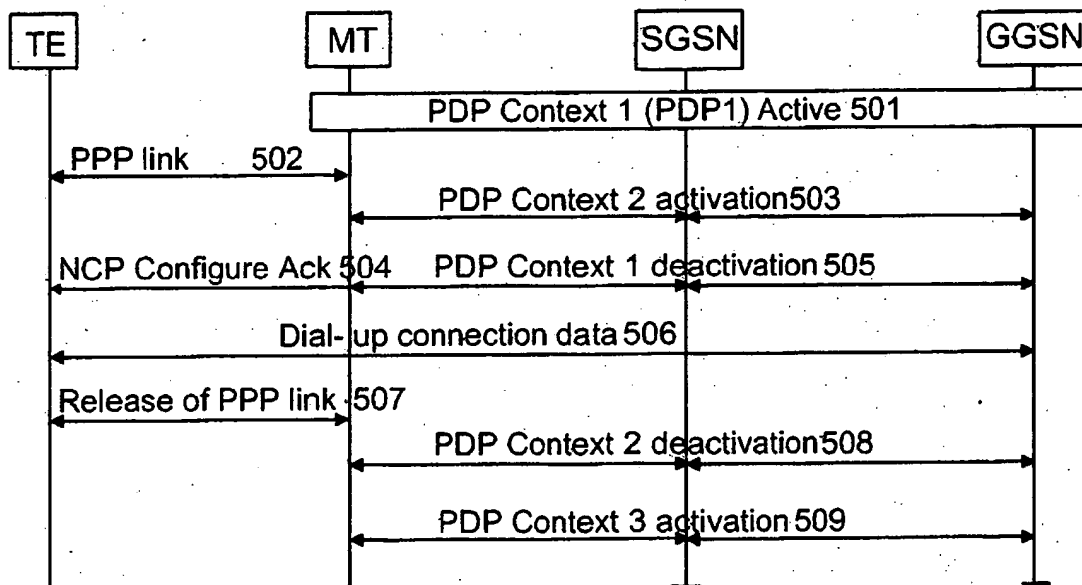 TE MT SGSN GGSN
PDP Context 1 (PDP1) Active 501
PPP link 502
PDP Context 2 activation503
NCP Configure Ack 504 PDP Context 1 deactivation 505
Dial-up connection data 506
Release of PPP link 507
PDP Context 2 deactivation508
PDP Context 3 activation 509